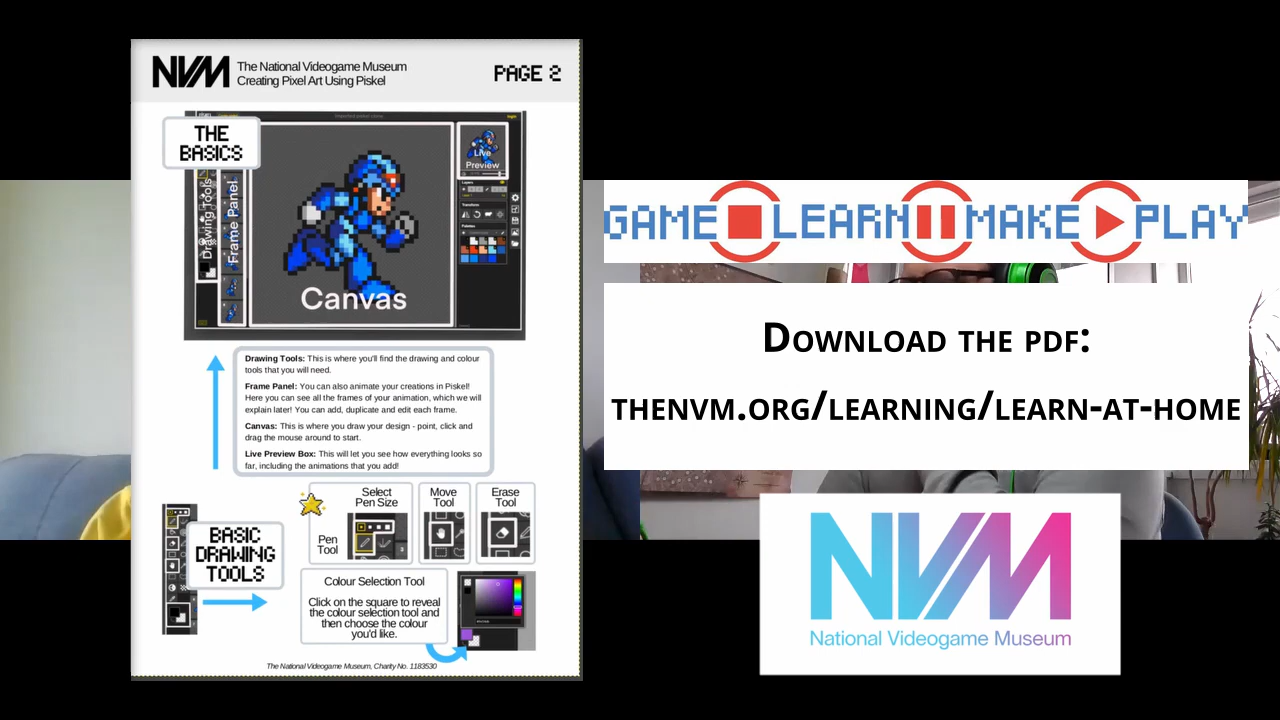 NVM
The National Videogame Museum
Creating Pixel Art Using Piskel
PAGE 2
THE
BASICS
Drawing Tools
Frame Panel
Canvas
Live
Preview
Drawing Tools: This is where you'll find the drawing and colour
tools that you will need.
Frame Panel: You can also animate your creations in Piskel!
Here you can see all the frames of your animation, which we will
explain later! You can add, duplicate and edit each frame.
Canvas: This is where you draw your design - point, click and
drag the mouse around to start.
Live Preview Box: This will let you see how everything looks so
far, including the animations that you add!
BASIC
DRAWING
TOOLS
Select
Pen Size
Pen
Tool
Move
Tool
Erase
Tool
Colour Selection Tool
Click on the square to reveal
the colour selection tool and
then choose the colour
you'd like.
The National Videogame Museum, Charity No. 1183530
GAME LEARN MAKE PLAY
Download the pdf:
thenvm.org/learning/learn-at-home
NVM
National Videogame Museum